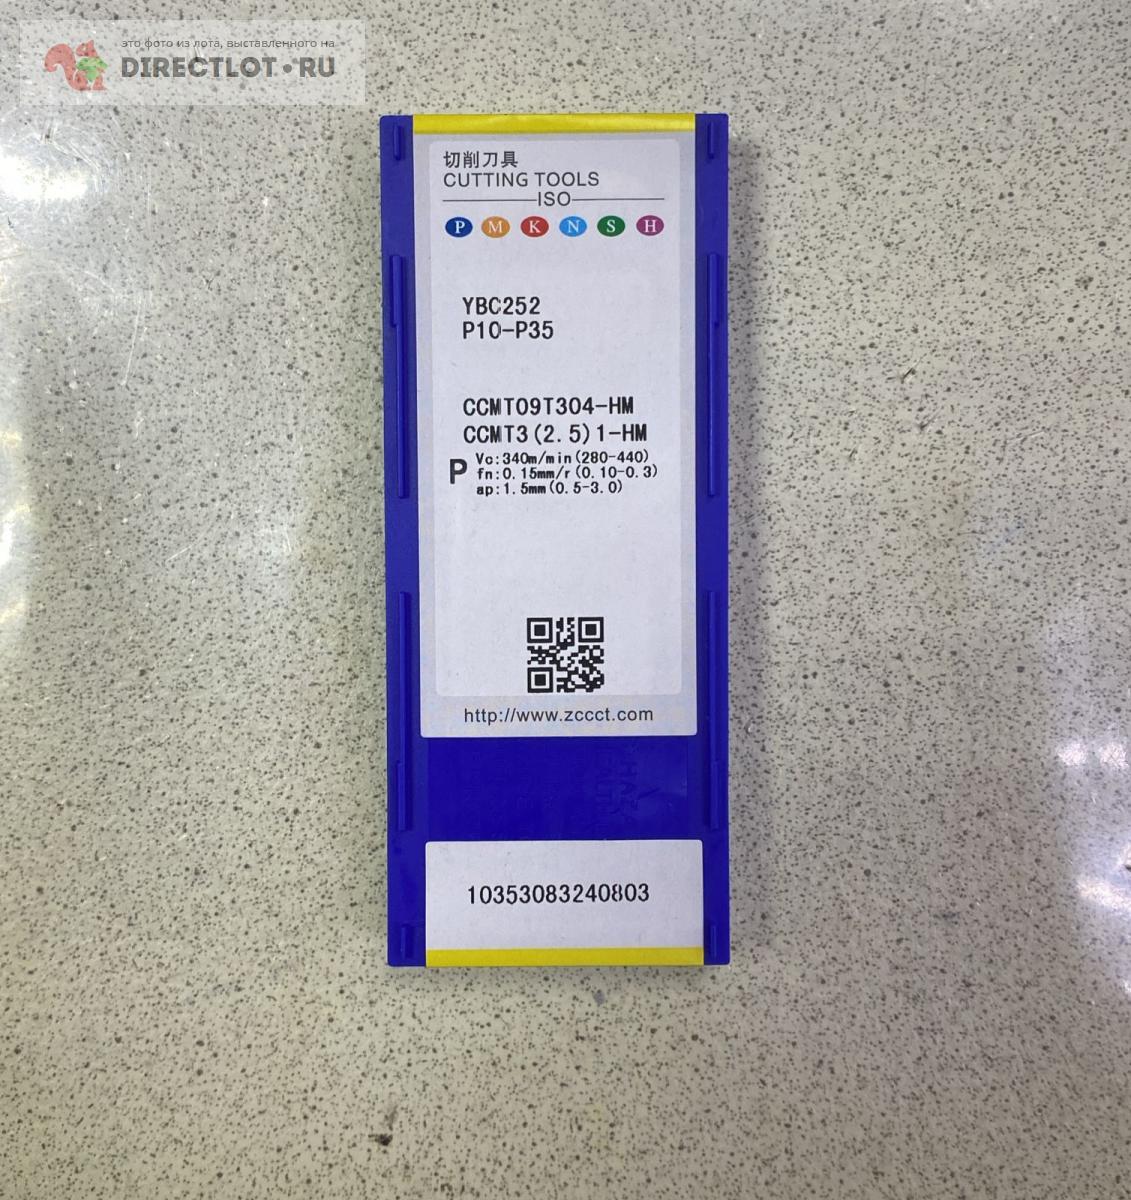 это фото из лота, выставленного на
DIRECTLOT•RU
切削刀具
CUTTING TOOLS
ISO
P M K N S H
YBC252
P10-P35
CCMT09T304-HM
CCMT3(2.5)1-HM
P
Vc:340m/min(280-440)
fn:0.15mm/r(0.10-0.3)
ap:1.5mm(0.5-3.0)
http://www.zccct.com
10353083240803